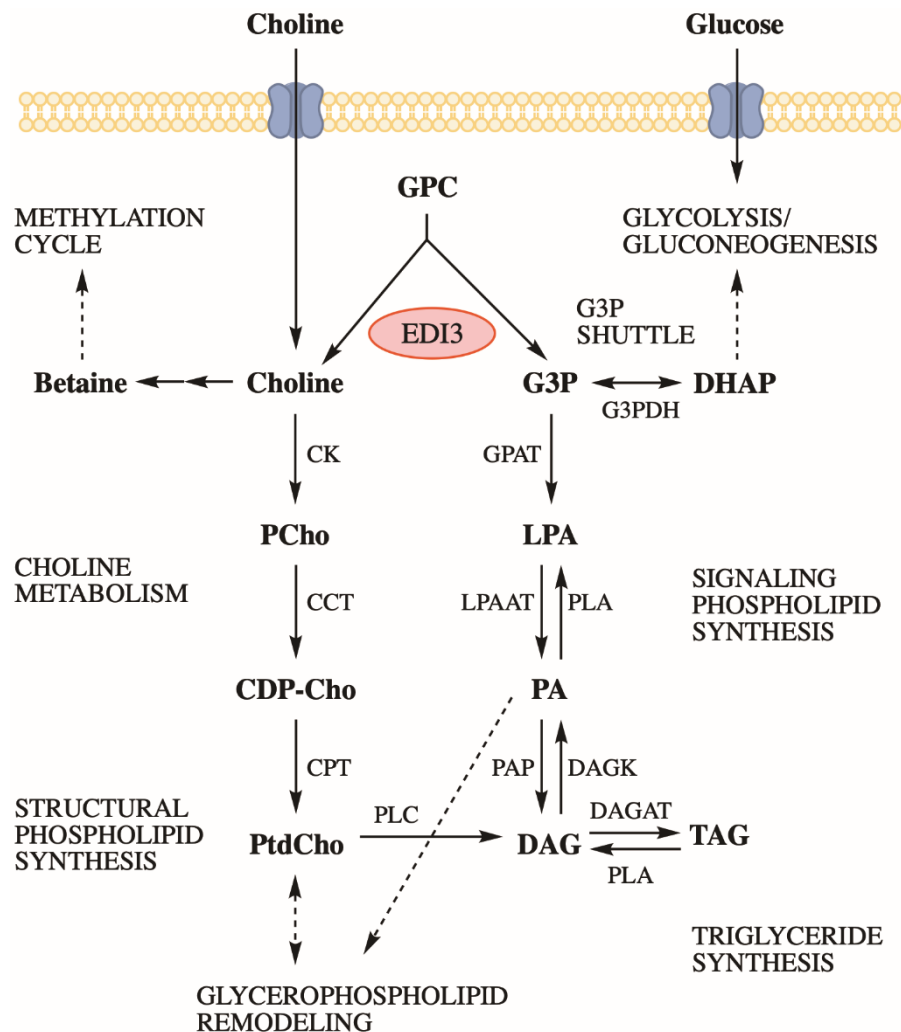 Choline
Glucose
GPC
METHYLATION
CYCLE
GLYCOLYSIS/
GLUCONEOGENESIS
EDI3
G3P
SHUTTLE
Betaine
Choline
G3P
DHAP
G3PDH
CK
GPAT
PCho
LPA
CHOLINE
METABOLISM
CCT
LPAAT
PLA
SIGNALING
PHOSPHOLIPID
SYNTHESIS
CDP-Cho
PA
CPT
PAP
DAGK
STRUCTURAL
PHOSPHOLIPID
SYNTHESIS
PLC
DAGAT
PtdCho
DAG
TAG
PLA
TRIGLYCERIDE
SYNTHESIS
GLYCEROPHOSPHOLIPID
REMODELING